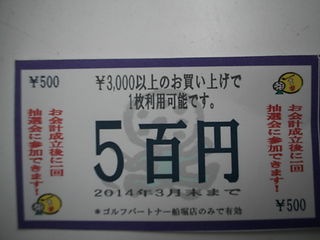 ¥500
¥3,000以上のお買い上げで
1枚利用可能です。
お会計成立後に二回
抽選会に参加できます!
５百円
2014年3月末まで
*ゴルフパートナー船堀店のみで有効
お会計成立後に二回
抽選会に参加できます!
¥500